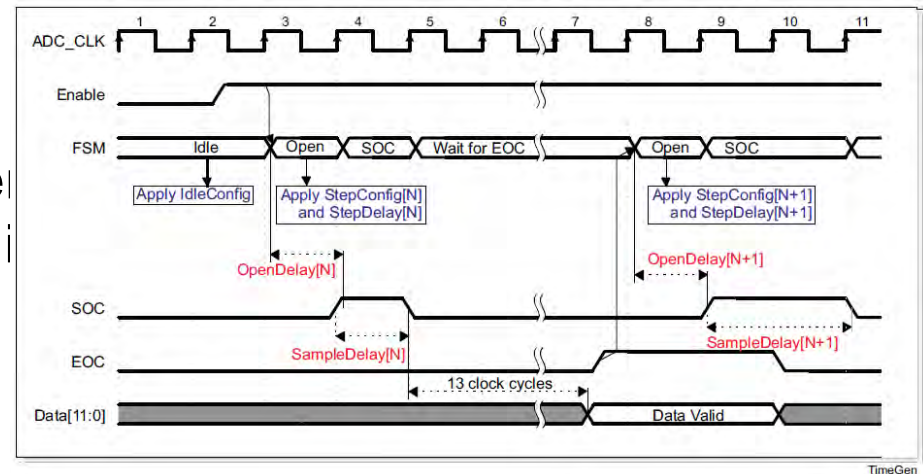 1 2 3 4 5 6 7 8 9 10 11
ADC_CLK
Enable
FSM Idle Open SOC Wait for EOC Open SOC
Apply IdleConfig
Apply StepConfig[N]
and StepDelay[N]
Apply StepConfig[N+1]
and StepDelay[N+1]
OpenDelay[N]
OpenDelay[N+1]
SOC
SampleDelay[N]
SampleDelay[N+1]
EOC
13 clock cycles
Data[11:0] Data Valid
TimeGen